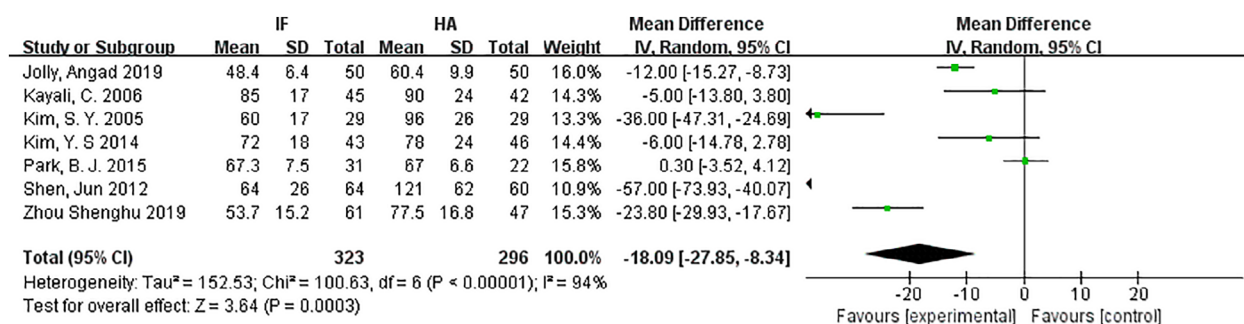 IF HA Mean Difference Mean Difference
Study or Subgroup Mean SD Total Mean SD Total Weight IV, Random, 95% CI IV, Random, 95% CI
Jolly, Angad 2019 48.4 6.4 50 60.4 9.9 50 16.0% -12.00 [-15.27, -8.73]
Kayali, C. 2006 85 17 45 90 24 42 14.3% -5.00 [-13.80, 3.80]
Kim, S. Y. 2005 60 17 29 96 26 29 13.3% -36.00 [-47.31, -24.69]
Kim, Y. S 2014 72 18 43 78 24 46 14.4% -6.00 [-14.78, 2.78]
Park, B. J. 2015 67.3 7.5 31 67 6.6 22 15.8% 0.30 [-3.52, 4.12]
Shen, Jun 2012 64 26 64 121 62 60 10.9% -57.00 [-73.93, -40.07]
Zhou Shenghu 2019 53.7 15.2 61 77.5 16.8 47 15.3% -23.80 [-29.93, -17.67]
Total (95% CI) 323 296 100.0% -18.09 [-27.85, -8.34]
Heterogeneity: Tau² = 152.53; Chi² = 100.63, df = 6 (P < 0.00001); I² = 94%
Test for overall effect: Z = 3.64 (P = 0.0003)
-20 -10 0 10 20
Favours [experimental] Favours [control]